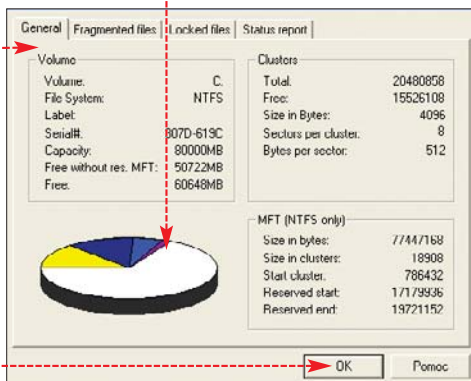 General Fragmented files Locked files Status report
Volume
Volume: C:
File System: NTFS
Label:
Serial#: 807D-619C
Capacity: 80000MB
Free without res. MFT: 50722MB
Free: 60648MB
Clusters
Total: 20480858
Free: 15526108
Size in Bytes: 4096
Sectors per cluster: 8
Bytes per sector: 512
MFT (NTFS only)
Size in bytes: 77447168
Size in clusters: 18908
Start cluster: 786432
Reserved start: 17179936
Reserved end: 19721152
OK Pomoc